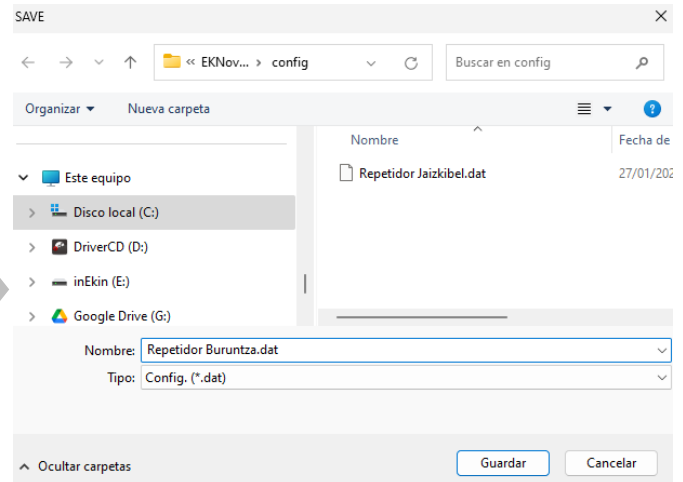 SAVE
« EKNov... > config
Buscar en config
Organizar
Nueva carpeta
Nombre
Fecha de
Este equipo
Repetidor Jaizkibel.dat
27/01/202
Disco local (C:)
DriverCD (D:)
inEkin (E:)
Google Drive (G:)
Nombre: Repetidor Buruntza.dat
Tipo: Config. (*.dat)
Ocultar carpetas
Guardar
Cancelar